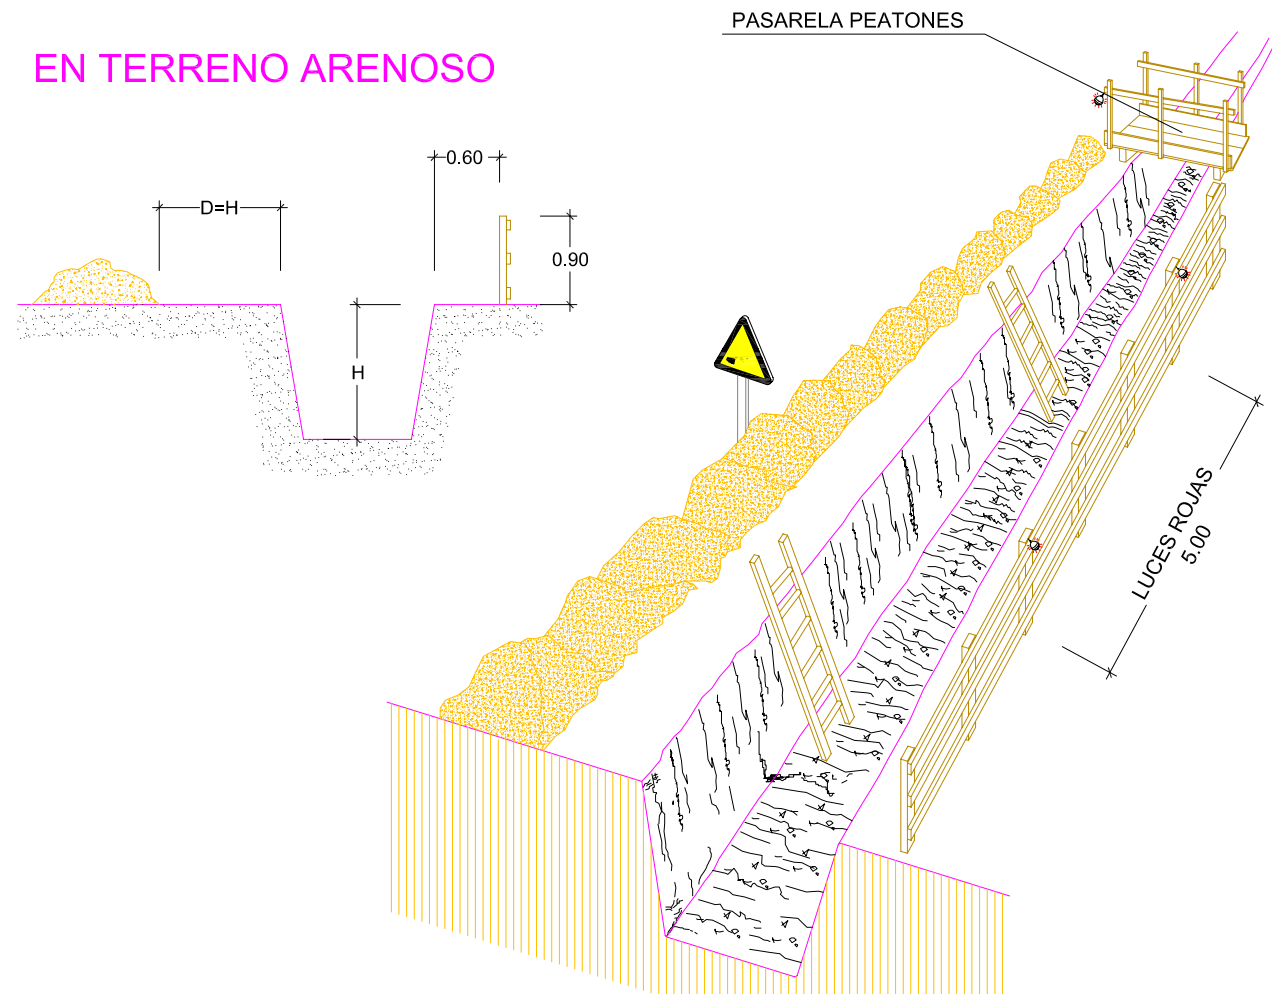 PASARELA PEATONES
EN TERRENO ARENOSO
0.60
D=H
0.90
H
LUCES ROJAS
5.00